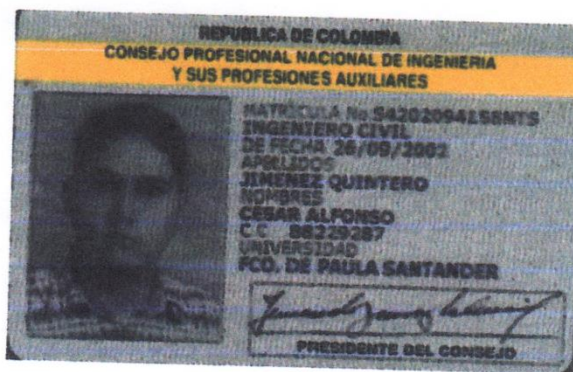 REPUBLICA DE COLOMBIA
CONSEJO PROFESIONAL NACIONAL DE INGENIERIA
Y SUS PROFESIONES AUXILIARES
MATRICULA No 54202094158NTS
INGENIERO CIVIL
DE FECHA 26/09/2002
APELLIDOS
JIMENEZ QUINTERO
NOMBRES
CESAR ALFONSO
C.C 88229287
UNIVERSIDAD
FCO. DE PAULA SANTANDER
PRESIDENTE DEL CONSEJO